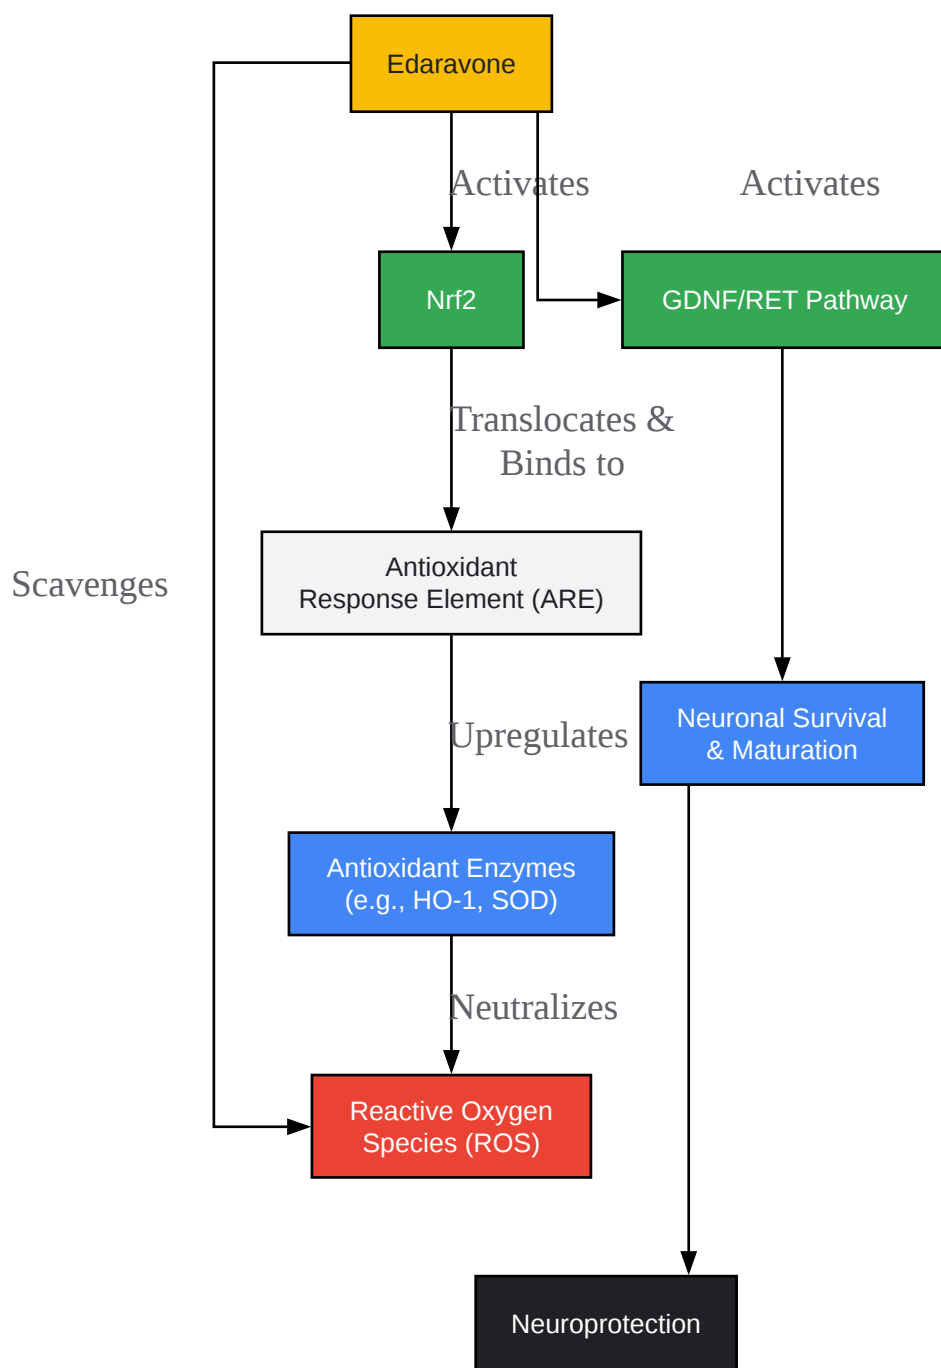 Edaravone
Activates
Activates
Nrf2
GDNF/RET Pathway
Translocates &
Binds to
Antioxidant
Response Element (ARE)
Scavenges
Neuronal Survival
& Maturation
Upregulates
Antioxidant Enzymes
(e.g., HO-1, SOD)
Neutralizes
Reactive Oxygen
Species (ROS)
Neuroprotection